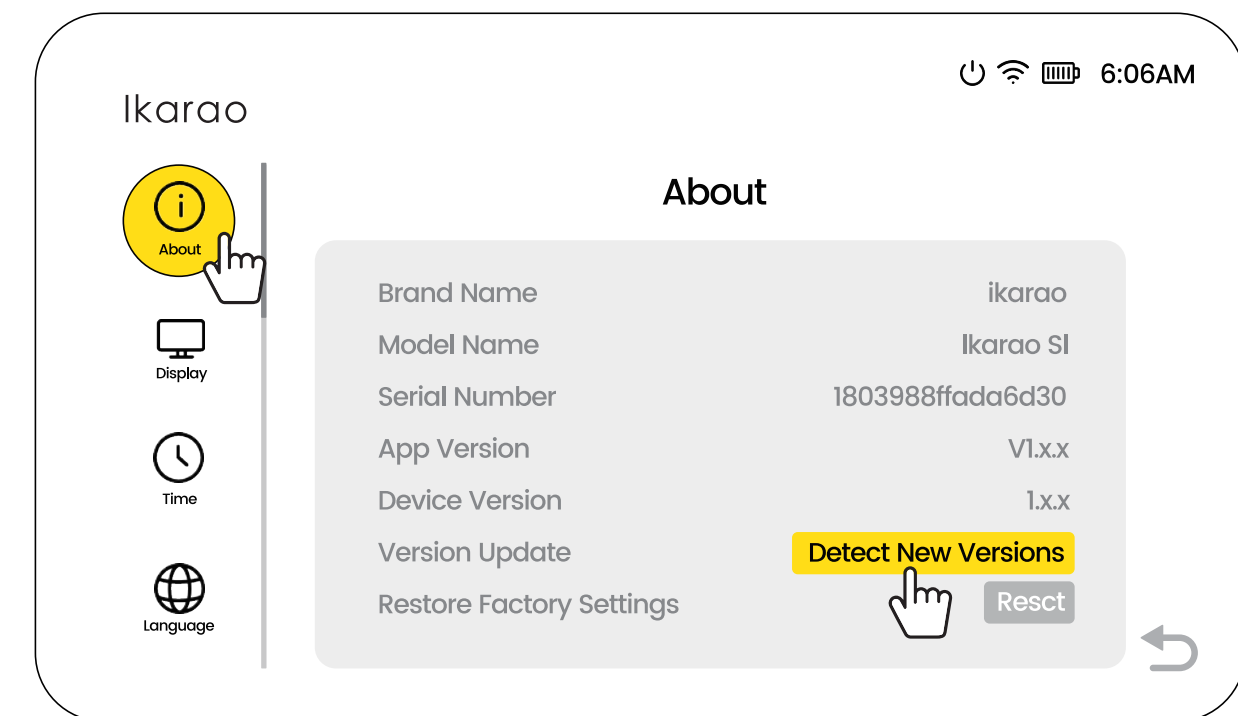 6:06AM
Ikarao
About
About
Brand Name ikarao
Model Name Ikarao Sl
Serial Number 1803988ffada6d30
App Version V1.x.x
Display
Device Version 1.x.x
Time
Version Update Detect New Versions
Restore Factory Settings Resct
Language